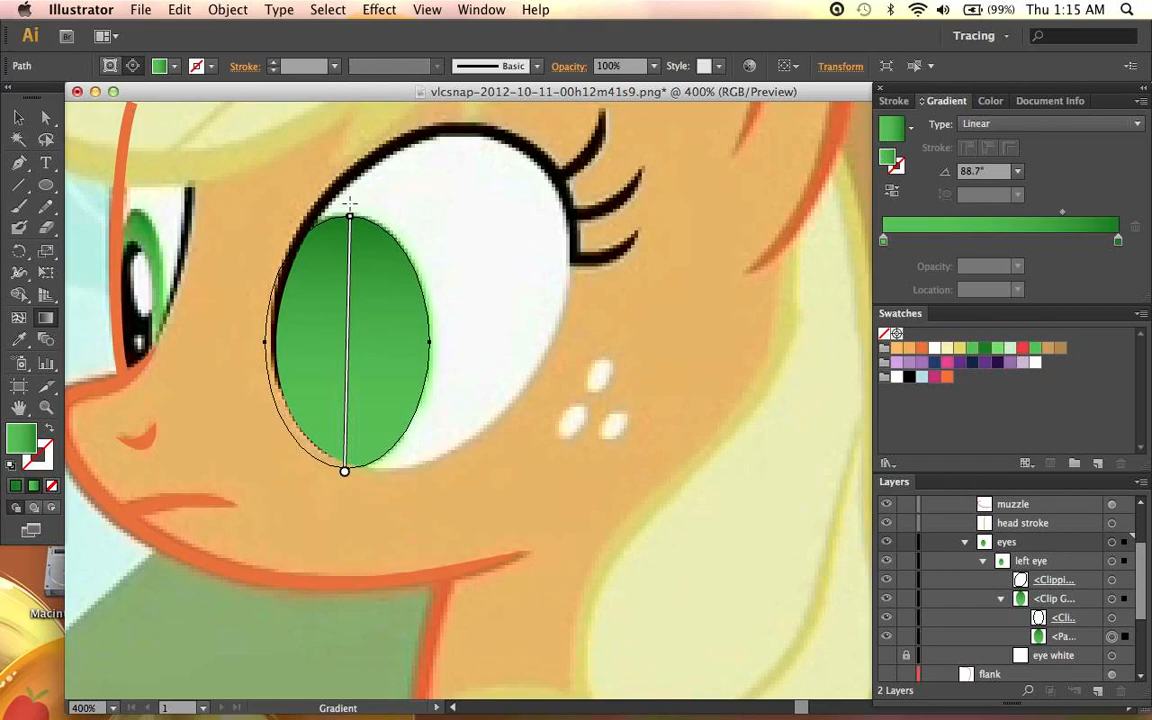 Illustrator File Edit Object Type Select Effect View Window Help (99%) Thu 1:15 AM
Ai Br Tracing
Path Stroke: Basic Opacity: 100% Style: Transform
vlcsnap-2012-10-11-00h12m41s9.png* @ 400% (RGB/Preview)
Stroke Gradient Color Document Info
Type: Linear
Stroke:
88.7°
Opacity:
Location:
Swatches
Layers
muzzle
head stroke
eyes
left eye
<Clippi...
<Clip G...
<Cli..
<Pa...
eye white
flank
2 Layers
Macint
400% 1 Gradient